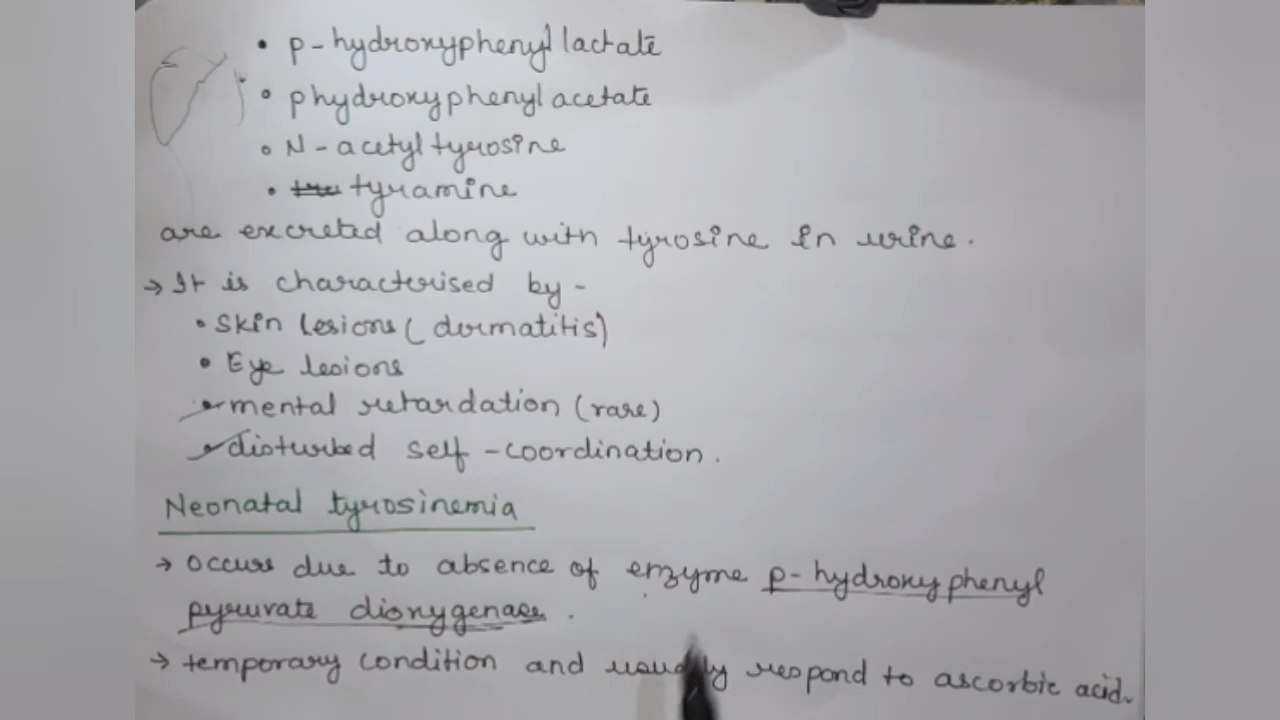 • p-hydroxyphenyl lactate
• phydroxyphenyl acetate
• N-acetyl tyrosine
• tyramine
are excreted along with tyrosine in urine.
→ It is characterised by -
• Skin lesions (dermatitis)
• Eye lesions
• mental retardation (rare)
• disturbed self-coordination.
Neonatal tyrosinemia
→ occurs due to absence of enzyme p-hydroxyphenyl
pyruvate dioxygenase.
→ temporary condition and usually respond to ascorbic acid.